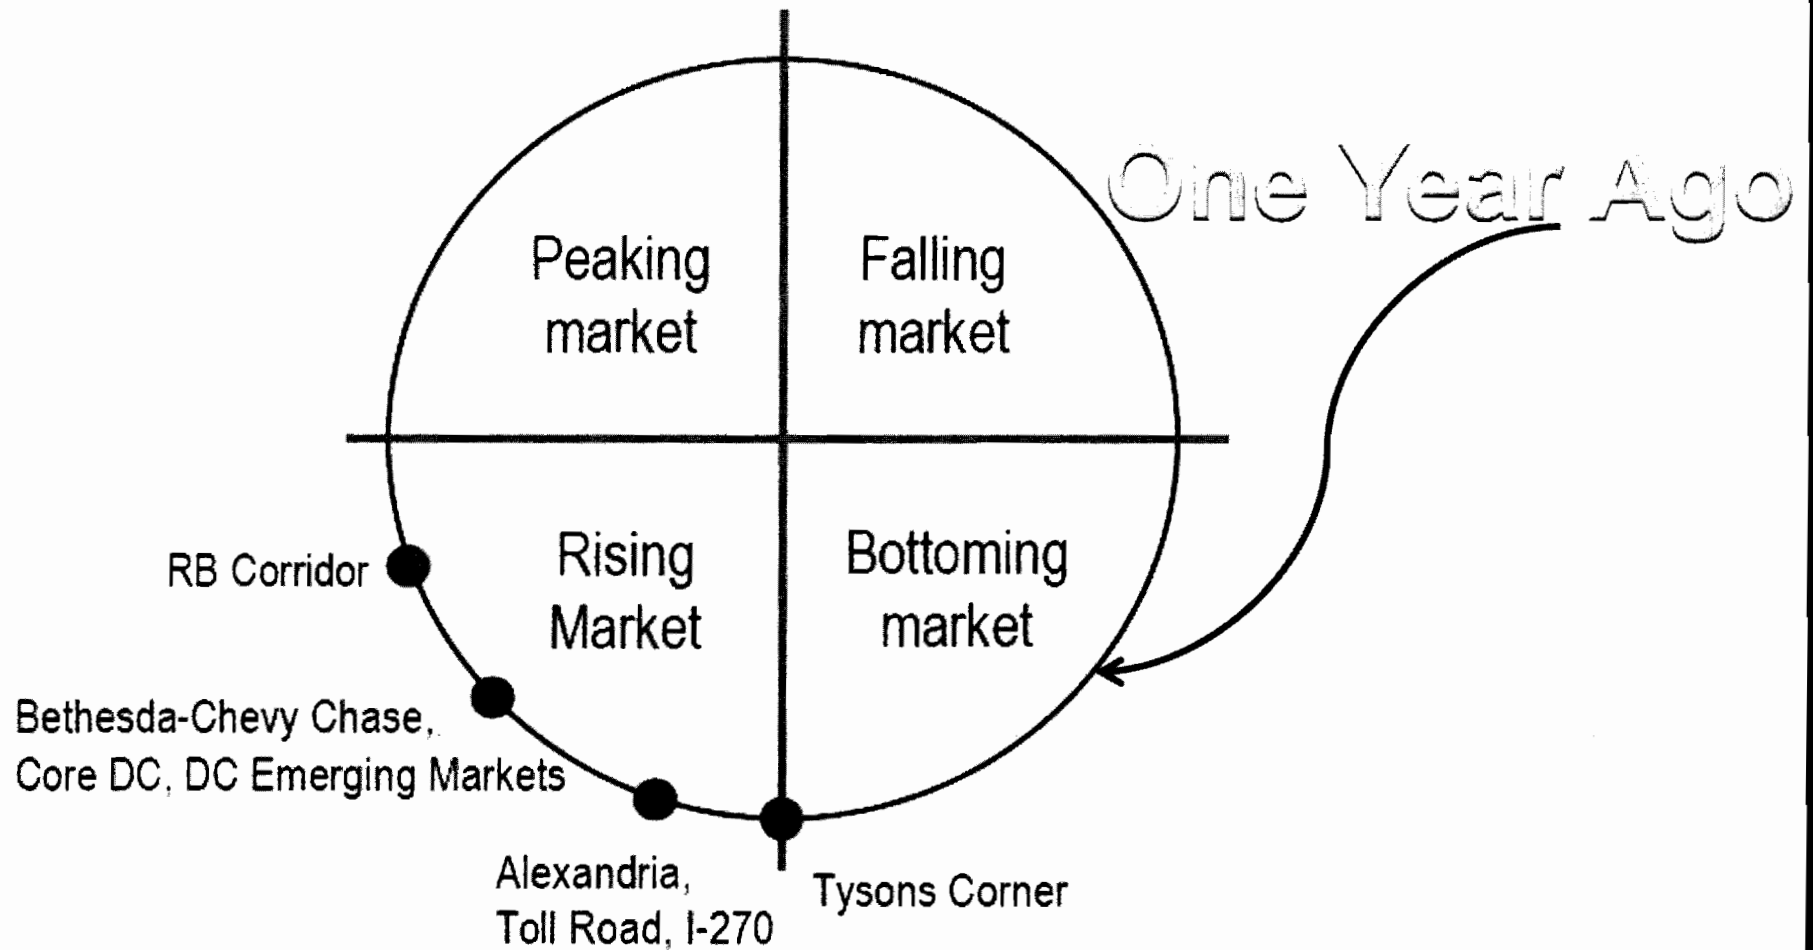 One Year Ago
Peaking
market
Falling
market
Rising
Market
Bottoming
market
RB Corridor
Bethesda-Chevy Chase,
Core DC, DC Emerging Markets
Alexandria,
Toll Road, I-270
Tysons Corner